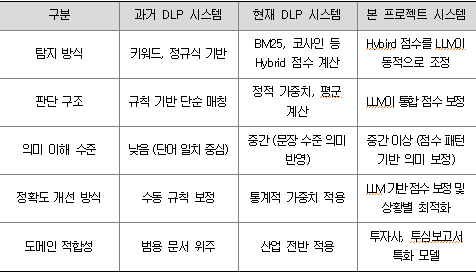 구분 과거 DLP 시스템 현재 DLP 시스템 본 프로젝트 시스템
탐지 방식 키워드, 정규식 기반 BM25, 코사인 등 Hybrid 점수 계산 Hybird 점수를 LLM이 동적으로 조정
판단 구조 규칙 기반 단순 매칭 정적 가중치, 평균 계산 LLM이 통합 점수 보정
의미 이해 수준 낮음 (단어 일치 중심) 중간 (문장 수준 의미 반영) 중간 이상 (점수 패턴 기반 의미 보정)
정확도 개선 방식 수동 규칙 보정 통계적 가중치 적용 LLM 기반 점수 보정 및 상황별 최적화
도메인 적합성 범용 문서 위주 산업 전반 적용 투자사, 투심보고서 특화 모델